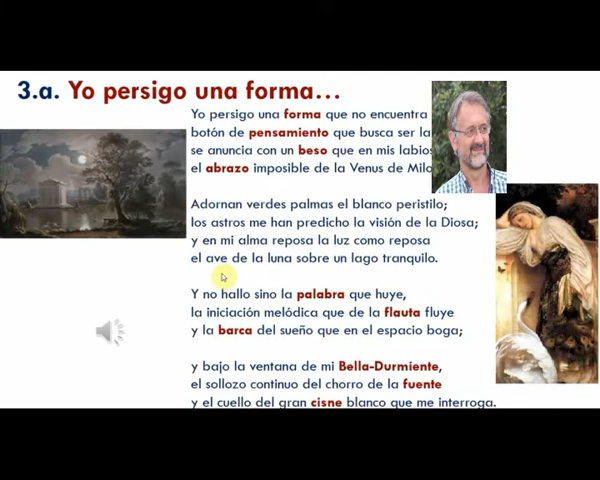 3.a. Yo persigo una forma...
Yo persigo una forma que no encuentra
botón de pensamiento que busca ser la
se anuncia con un beso que en mis labios
el abrazo imposible de la Venus de Milo
Adornan verdes palmas el blanco peristilo;
los astros me han predicho la visión de la Diosa;
y en mi alma reposa la luz como reposa
el ave de la luna sobre un lago tranquilo.
Y no hallo sino la palabra que huye,
la iniciación melódica que de la flauta fluye
y la barca del sueño que en el espacio boga;
y bajo la ventana de mi Bella-Durmiente,
el sollozo continuo del chorro de la fuente
y el cuello del gran cisne blanco que me interroga.